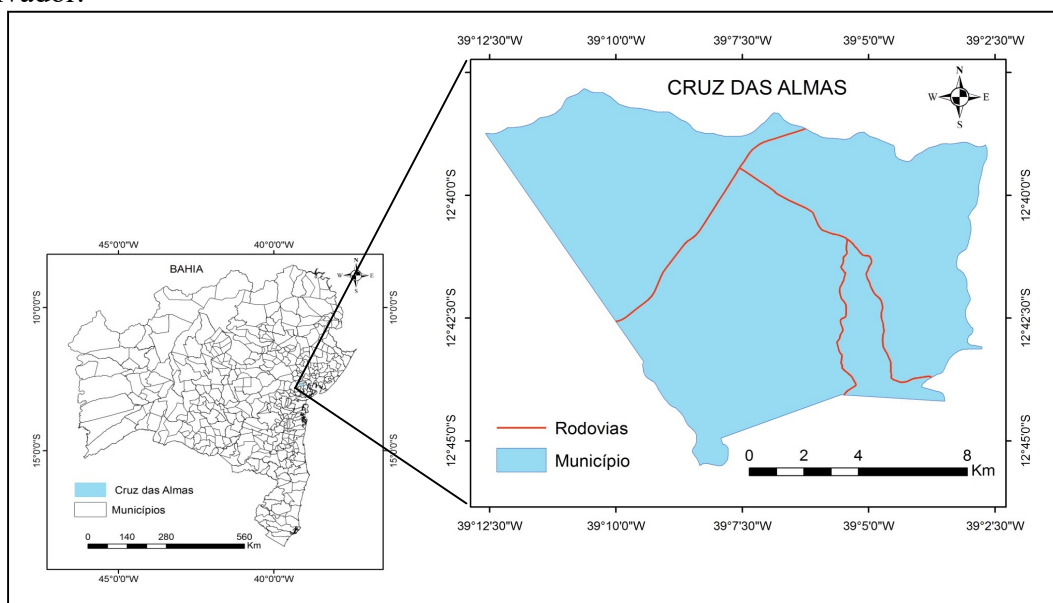 vador.
39°12'30"W 39°10'0"W 39°7'30"W 39°5'0"W 39°2'30"W
CRUZ DAS ALMAS
N
W E
S
12°40'0"S 12°40'0"S
12°42'30"S 12°42'30"S
12°45'0"S 12°45'0"S
Rodovias
Município
0 2 4 8
Km
39°12'30"W 39°10'0"W 39°7'30"W 39°5'0"W 39°2'30"W
45°0'0"W 40°0'0"W
BAHIA
N
W E
S
10°0'0"S 10°0'0"S
15°0'0"S 15°0'0"S
Cruz das Almas
Municípios
0 140 280 560
Km
45°0'0"W 40°0'0"W